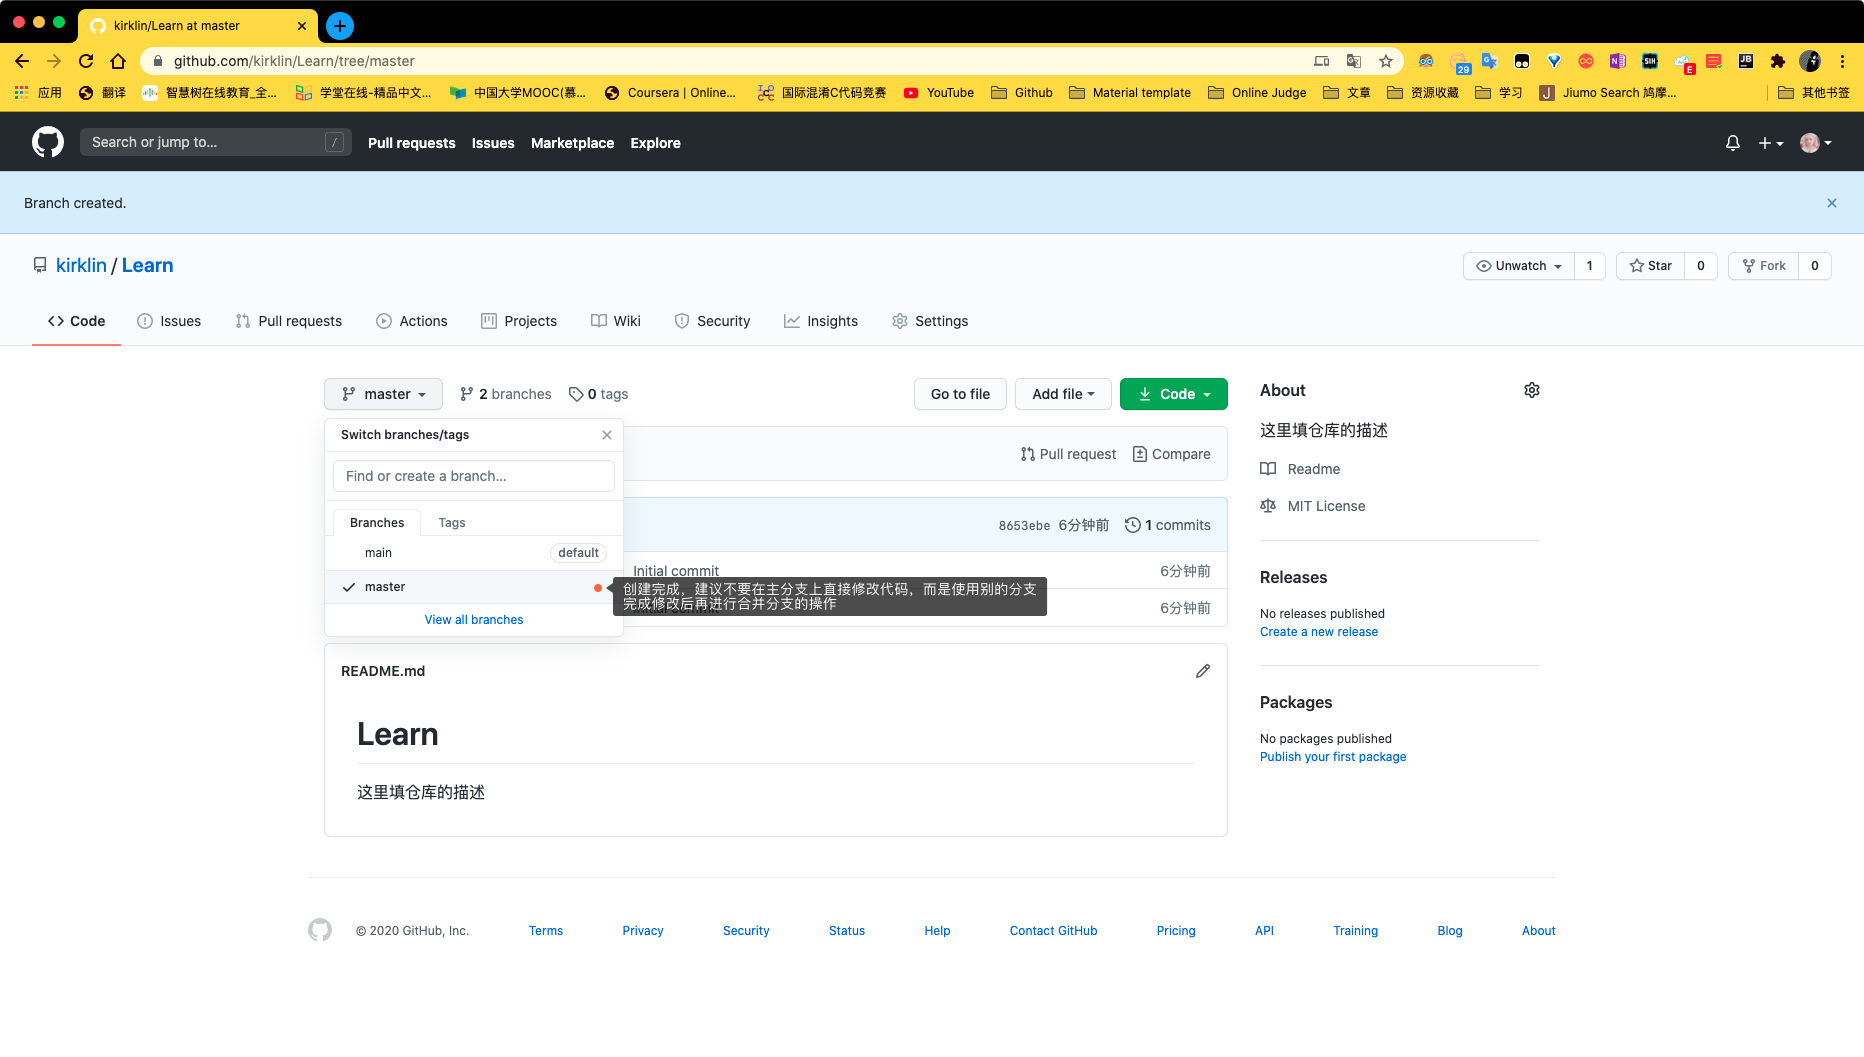 kirklin/Learn at master
github.com/kirklin/Learn/tree/master
29
E
应用
翻译
智慧树在线教育_全...
学堂在线-精品中文...
中国大学MOOC(慕...
Coursera | Online...
国际混淆C代码竞赛
YouTube
Github
Material template
Online Judge
文章
资源收藏
学习
Jiumo Search 鸠摩...
其他书签
Search or jump to...
/
Pull requests
Issues
Marketplace
Explore
Branch created.
kirklin / Learn
Unwatch 1
Star 0
Fork 0
Code
Issues
Pull requests
Actions
Projects
Wiki
Security
Insights
Settings
master
2 branches
0 tags
Go to file
Add file
Code
Switch branches/tags
Find or create a branch...
Branches
Tags
main
default
master
View all branches
Pull request
Compare
8653ebe 6分钟前
1 commits
Initial commit
6分钟前
创建完成，建议不要在主分支上直接修改代码，而是使用别的分支
完成修改后再进行合并分支的操作
6分钟前
README.md
Learn
这里填仓库的描述
About
这里填仓库的描述
Readme
MIT License
Releases
No releases published
Create a new release
Packages
No packages published
Publish your first package
© 2020 GitHub, Inc.
Terms
Privacy
Security
Status
Help
Contact GitHub
Pricing
API
Training
Blog
About